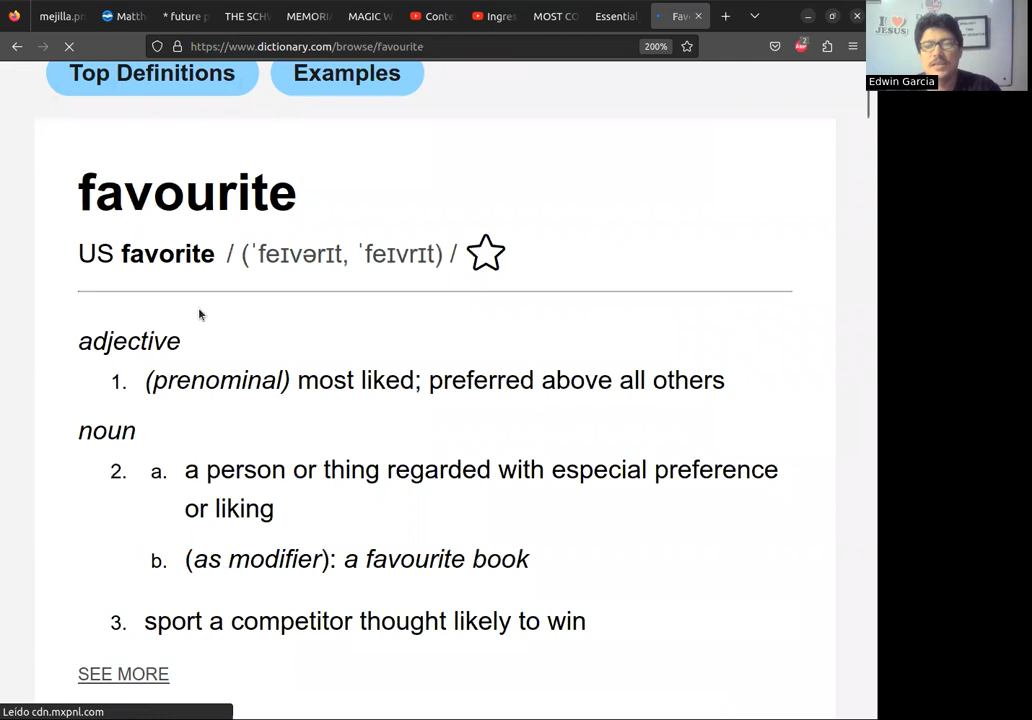 mejilla.pr
Matth
* future p
THE SCH
MEMORI
MAGIC W
Conte
Ingres
MOST CO
Essential
Fav
https://www.dictionary.com/browse/favourite
200%
2
I ❤ JESUS!
Edwin Garcia
Top Definitions
Examples
favourite
US favorite / (ˈfeɪvərɪt, ˈfeɪvrɪt) /
adjective
1. (prenominal) most liked; preferred above all others
noun
2. a. a person or thing regarded with especial preference
or liking
b. (as modifier): a favourite book
3. sport a competitor thought likely to win
SEE MORE
Leído cdn.mxpnl.com